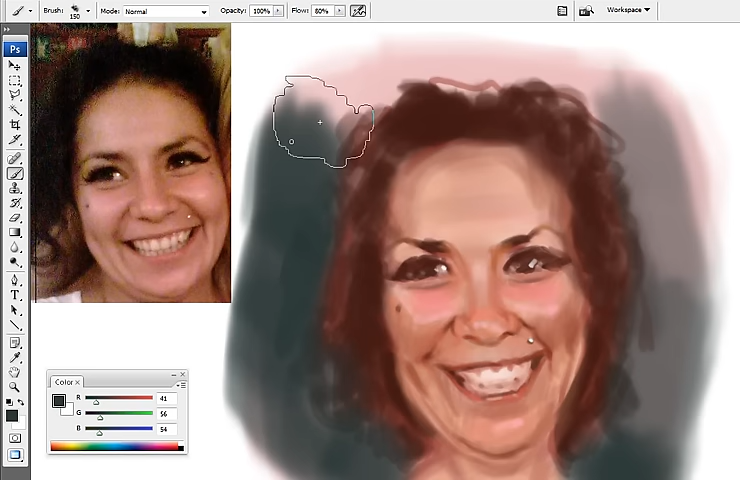 Brush: 150 Mode: Normal Opacity: 100% Flow: 80% Workspace
Ps
T
Color ×
R 41
G 56
B 54